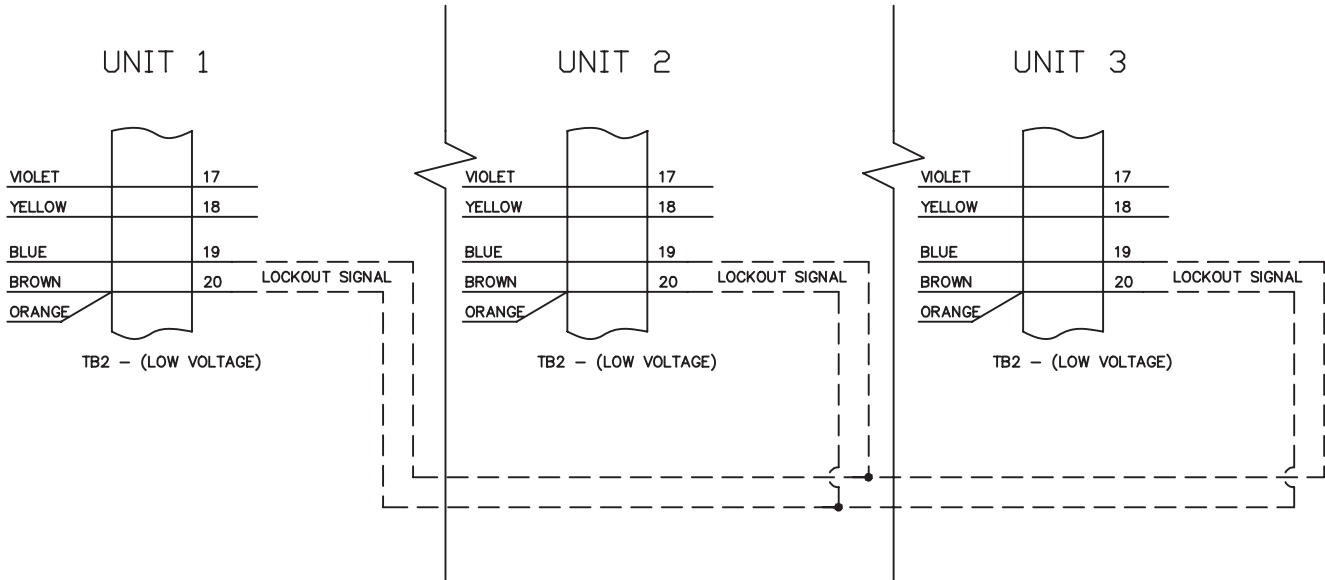 UNIT 1
VIOLET 17
YELLOW 18
BLUE 19
BROWN 20 LOCKOUT SIGNAL
ORANGE
TB2 – (LOW VOLTAGE)
UNIT 2
VIOLET 17
YELLOW 18
BLUE 19
BROWN 20 LOCKOUT SIGNAL
ORANGE
TB2 – (LOW VOLTAGE)
UNIT 3
VIOLET 17
YELLOW 18
BLUE 19
BROWN 20 LOCKOUT SIGNAL
ORANGE
TB2 – (LOW VOLTAGE)